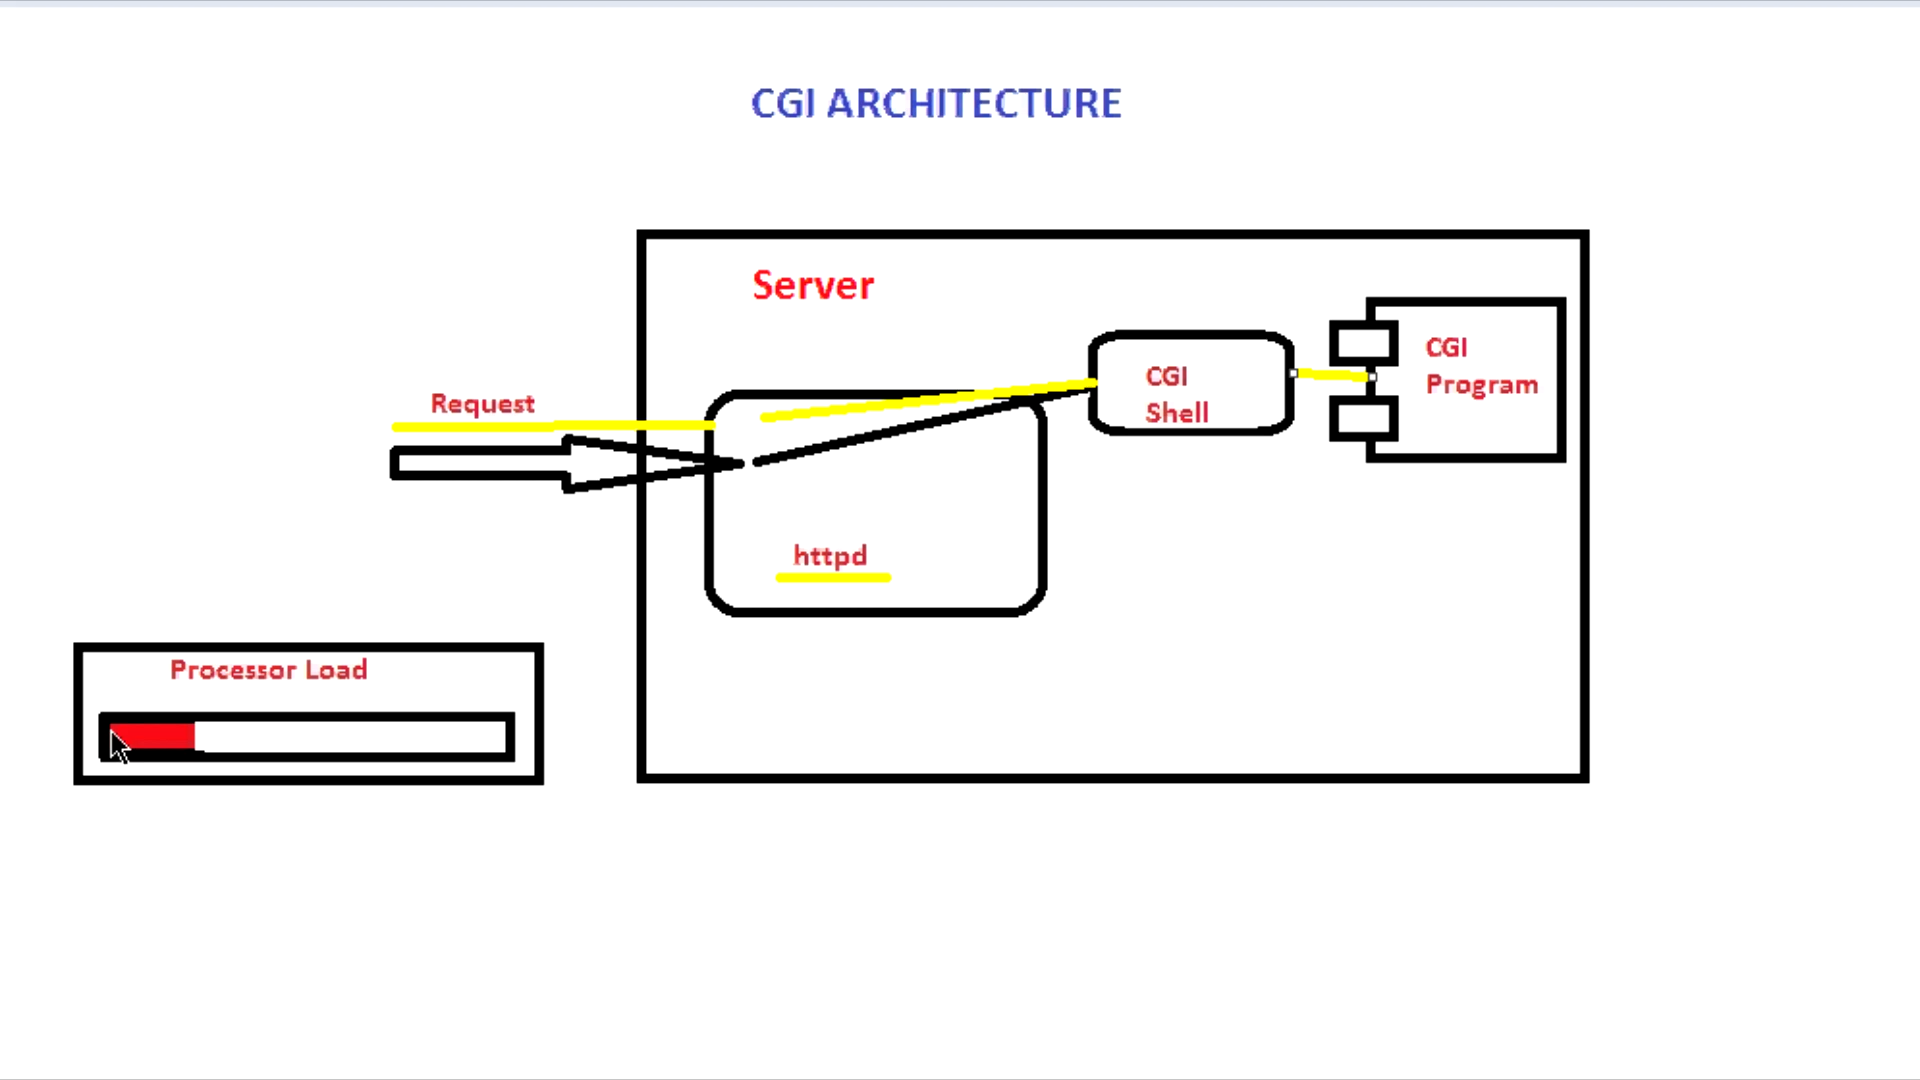 CGI ARCHITECTURE
Server
CGI
Shell
CGI
Program
Request
httpd
Processor Load